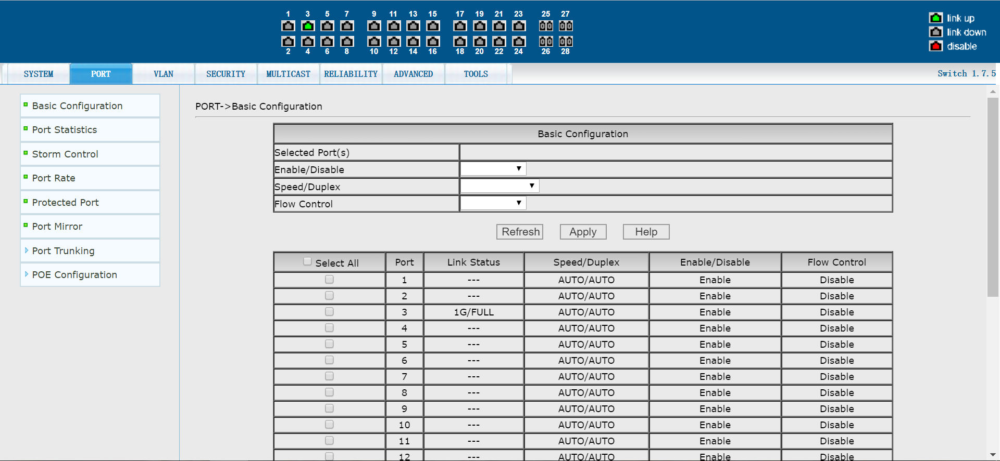 1 3 5 7 9 11 13 15 17 19 21 23 25 27
2 4 6 8 10 12 14 16 18 20 22 24 26 28
link up
link down
disable
SYSTEM PORT VLAN SECURITY MULTICAST RELIABILITY ADVANCED TOOLS Switch 1.7.5
Basic Configuration
Port Statistics
Storm Control
Port Rate
Protected Port
Port Mirror
Port Trunking
POE Configuration
PORT->Basic Configuration
Basic Configuration
Selected Port(s)
Enable/Disable
Speed/Duplex
Flow Control
Refresh Apply Help
Select All Port Link Status Speed/Duplex Enable/Disable Flow Control
1 --- AUTO/AUTO Enable Disable
2 --- AUTO/AUTO Enable Disable
3 1G/FULL AUTO/AUTO Enable Disable
4 --- AUTO/AUTO Enable Disable
5 --- AUTO/AUTO Enable Disable
6 --- AUTO/AUTO Enable Disable
7 --- AUTO/AUTO Enable Disable
8 --- AUTO/AUTO Enable Disable
9 --- AUTO/AUTO Enable Disable
10 --- AUTO/AUTO Enable Disable
11 --- AUTO/AUTO Enable Disable
12 --- AUTO/AUTO Enable Disable